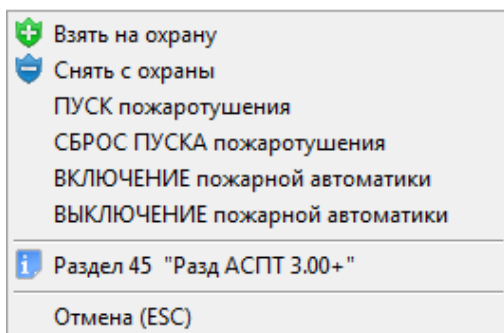 Взять на охрану
Снять с охраны
ПУСК пожаротушения
СБРОС ПУСКА пожаротушения
ВКЛЮЧЕНИЕ пожарной автоматики
ВЫКЛЮЧЕНИЕ пожарной автоматики
Раздел 45 "Разд АСПТ 3.00+"
Отмена (ESC)